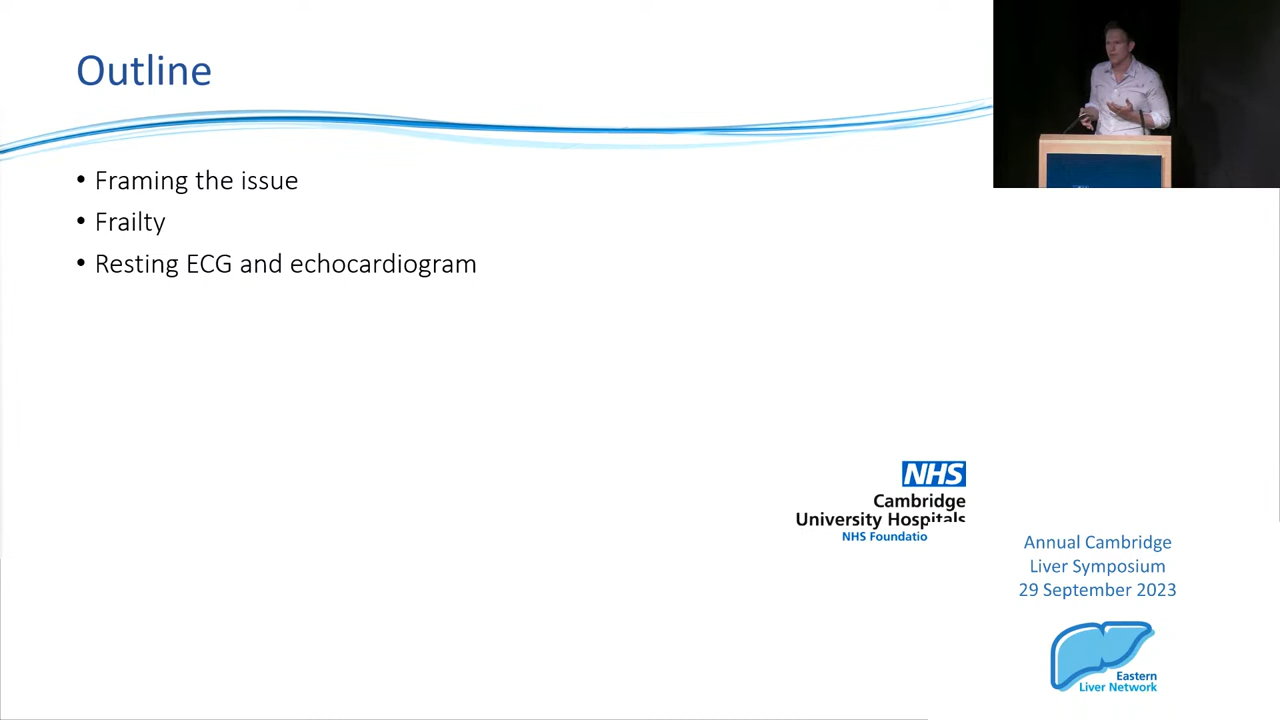 Outline
• Framing the issue
• Frailty
• Resting ECG and echocardiogram
NHS
Cambridge
University Hospitals
NHS Foundatio
Annual Cambridge
Liver Symposium
29 September 2023
Eastern
Liver Network